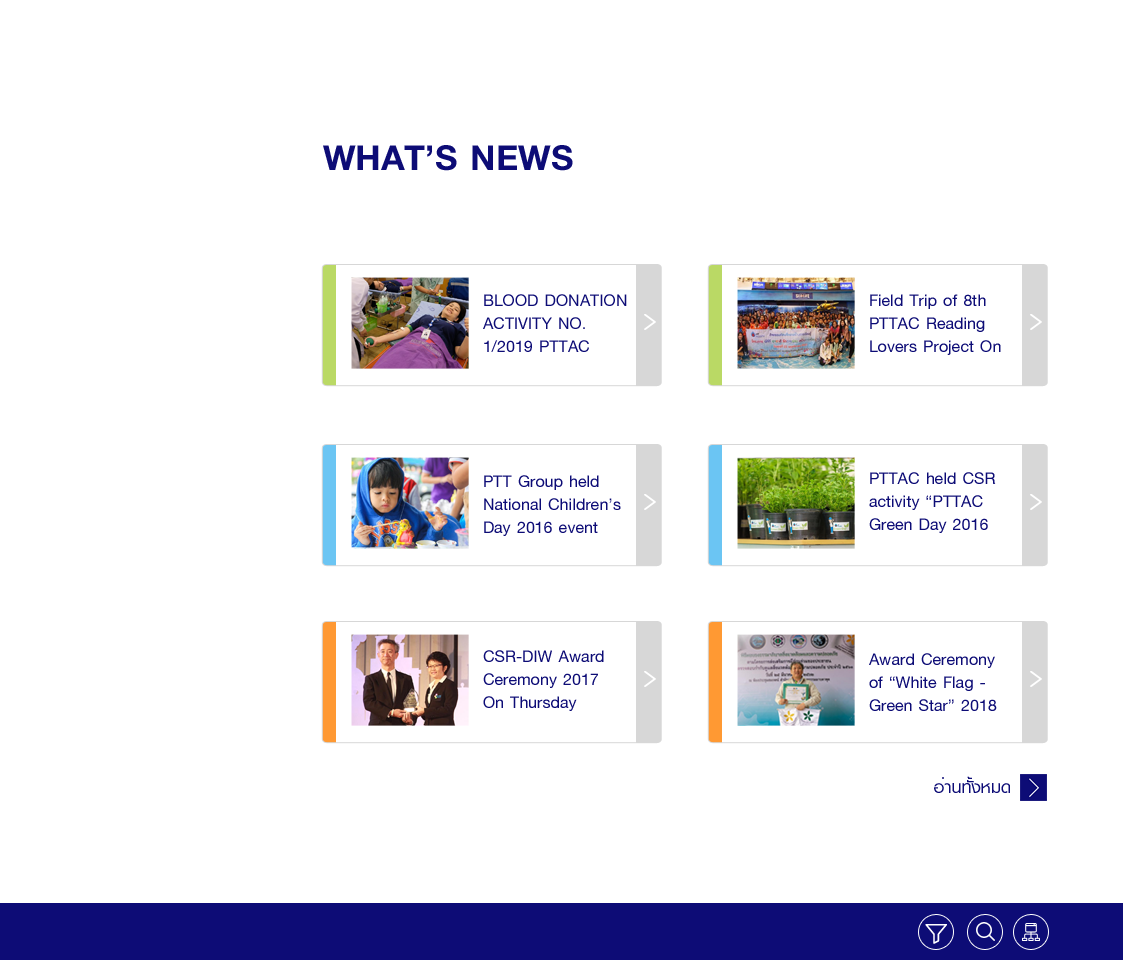 WHAT’S NEWS
BLOOD DONATION
ACTIVITY NO.
1/2019 PTTAC
Field Trip of 8th
PTTAC Reading
Lovers Project On
PTT Group held
National Children’s
Day 2016 event
PTTAC held CSR
activity “PTTAC
Green Day 2016
CSR-DIW Award
Ceremony 2017
On Thursday
Award Ceremony
of “White Flag -
Green Star” 2018
อ่านทั้งหมด